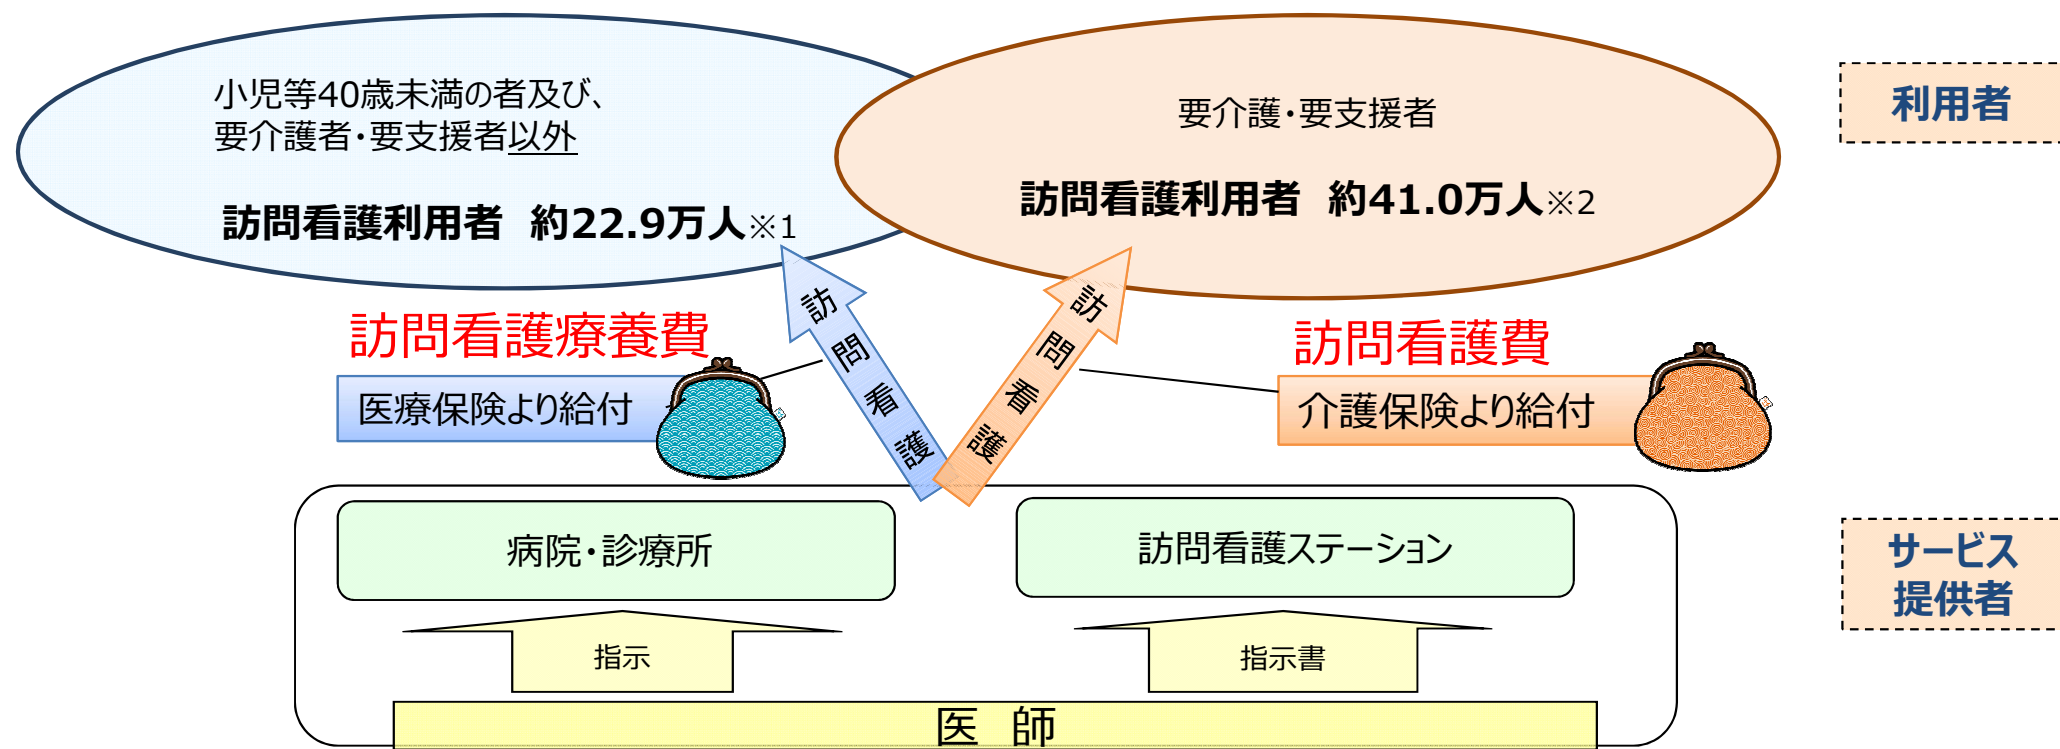 小児等40歳未満の者及び、
要介護者・要支援者以外
訪問看護利用者 約22.9万人※1
要介護・要支援者
訪問看護利用者 約41.0万人※2
利用者
訪問看護療養費
医療保険より給付
訪問看護
訪問看護
訪問看護費
介護保険より給付
病院・診療所
訪問看護ステーション
サービス
提供者
指示
指示書
医 師